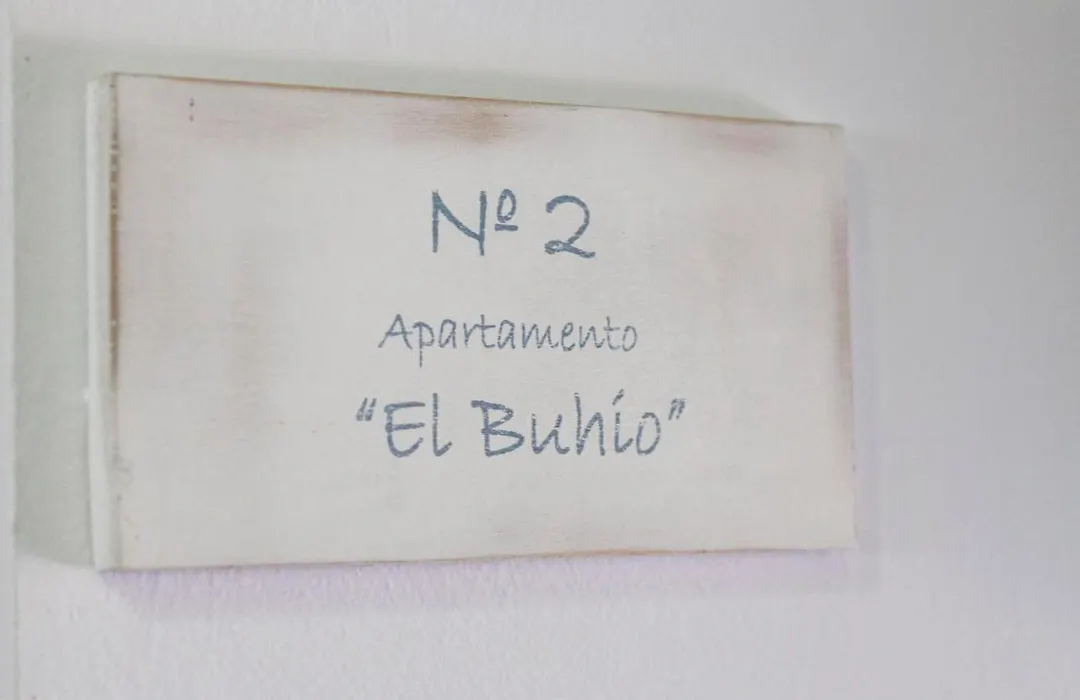 Nº 2
Apartamento
“El Buhío”